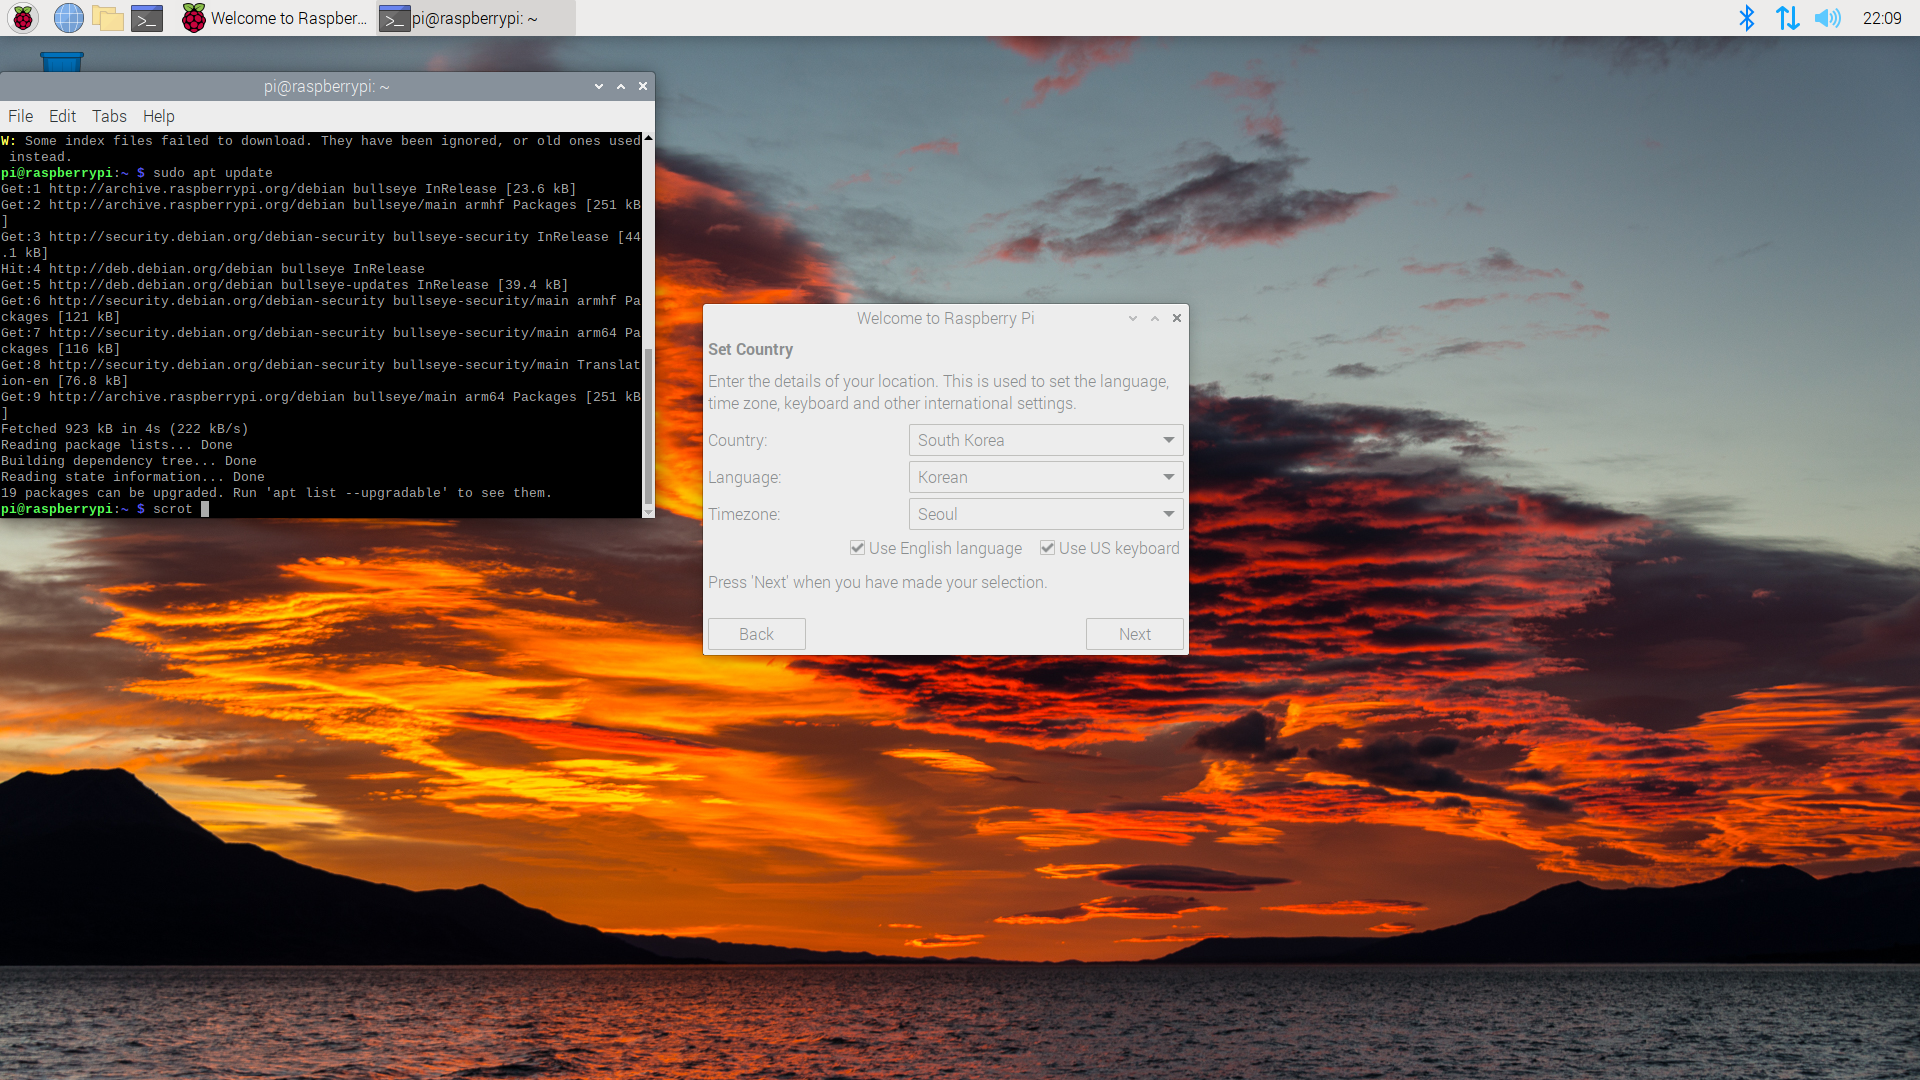 Welcome to Raspber...
pi@raspberrypi: ~
22:09
pi@raspberrypi: ~
File Edit Tabs Help
W: Some index files failed to download. They have been ignored, or old ones used
 instead.
pi@raspberrypi:~ $ sudo apt update
Get:1 http://archive.raspberrypi.org/debian bullseye InRelease [23.6 kB]
Get:2 http://archive.raspberrypi.org/debian bullseye/main armhf Packages [251 kB
]
Get:3 http://security.debian.org/debian-security bullseye-security InRelease [44
.1 kB]
Hit:4 http://deb.debian.org/debian bullseye InRelease
Get:5 http://deb.debian.org/debian bullseye-updates InRelease [39.4 kB]
Get:6 http://security.debian.org/debian-security bullseye-security/main armhf Pa
ckages [121 kB]
Get:7 http://security.debian.org/debian-security bullseye-security/main arm64 Pa
ckages [116 kB]
Get:8 http://security.debian.org/debian-security bullseye-security/main Translat
ion-en [76.8 kB]
Get:9 http://archive.raspberrypi.org/debian bullseye/main arm64 Packages [251 kB
]
Fetched 923 kB in 4s (222 kB/s)
Reading package lists... Done
Building dependency tree... Done
Reading state information... Done
19 packages can be upgraded. Run 'apt list --upgradable' to see them.
pi@raspberrypi:~ $ scrot
Welcome to Raspberry Pi
Set Country
Enter the details of your location. This is used to set the language,
time zone, keyboard and other international settings.
Country: South Korea
Language: Korean
Timezone: Seoul
Use English language Use US keyboard
Press 'Next' when you have made your selection.
Back Next